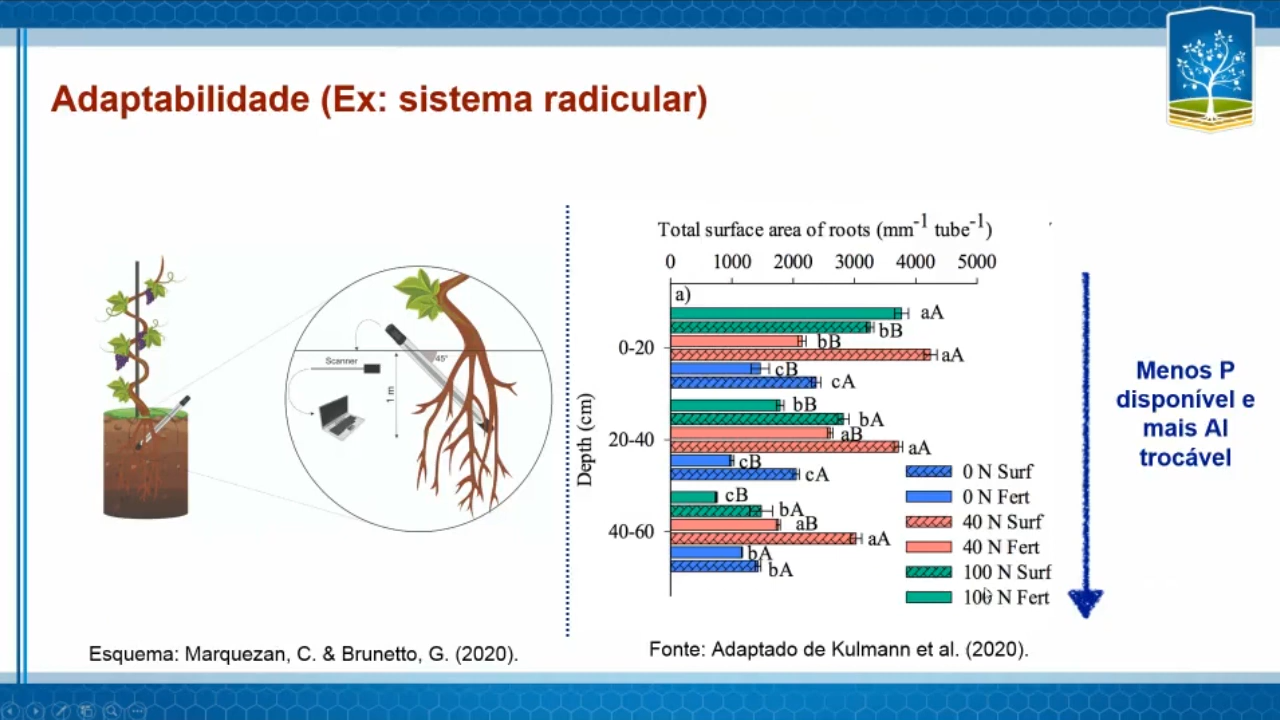 Adaptabilidade (Ex: sistema radicular)
Scanner
45°
1 m
Esquema: Marquezan, C. & Brunetto, G. (2020).
Total surface area of roots (mm-1 tube-1)
0 1000 2000 3000 4000 5000
a)
Depth (cm)
0-20
aA
bB
bB
aA
cB
cA
20-40
bB
bA
aB
aA
cB
cA
40-60
cB
bA
aB
aA
bA
bA
0 N Surf
0 N Fert
40 N Surf
40 N Fert
100 N Surf
100 N Fert
Fonte: Adaptado de Kulmann et al. (2020).
Menos P
disponível e
mais Al
trocável